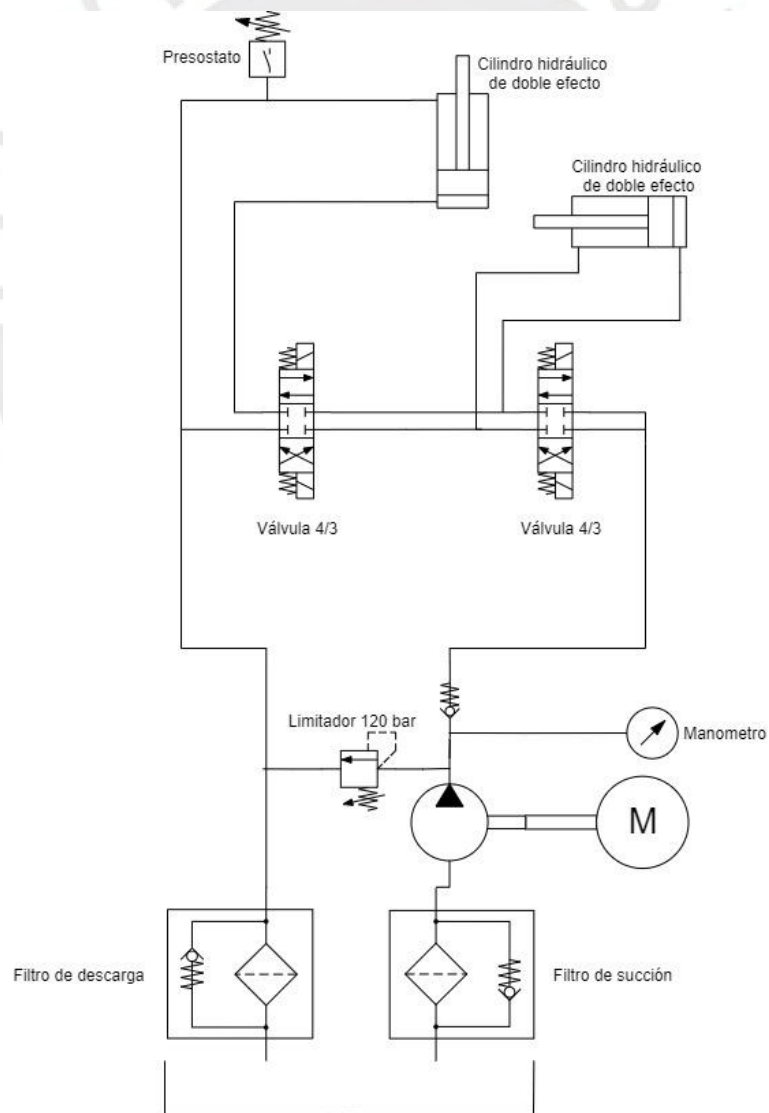 Presostato
Cilindro hidráulico
de doble efecto
Cilindro hidráulico
de doble efecto
Válvula 4/3
Válvula 4/3
Limitador 120 bar
Manometro
M
Filtro de descarga
Filtro de succión